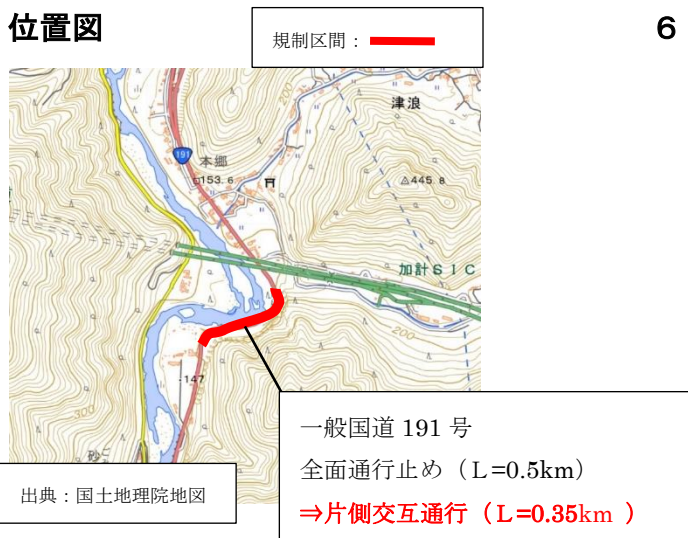 位置図
6
規制区間：
津浪
191
本郷
153.6
200
445.8
加計SIC
200
147
300
砂
一般国道 191 号
全面通行止め（L=0.5km）
⇒片側交互通行（L=0.35km ）
出典：国土地理院地図